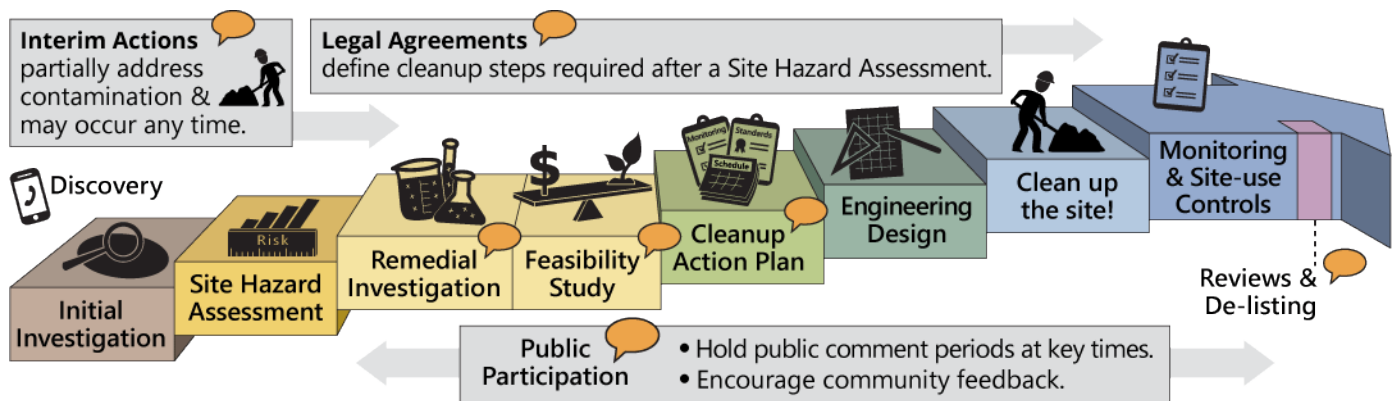 Interim Actions
partially address
contamination &
may occur any time.
Legal Agreements
define cleanup steps required after a Site Hazard Assessment.
Discovery
Initial
Investigation
Risk
Site Hazard
Assessment
Remedial
Investigation
$
Feasibility
Study
Monitoring
Standards
Schedule
Cleanup
Action Plan
Engineering
Design
Clean up
the site!
Monitoring
& Site-use
Controls
Reviews &
De-listing
Public
Participation
• Hold public comment periods at key times.
• Encourage community feedback.